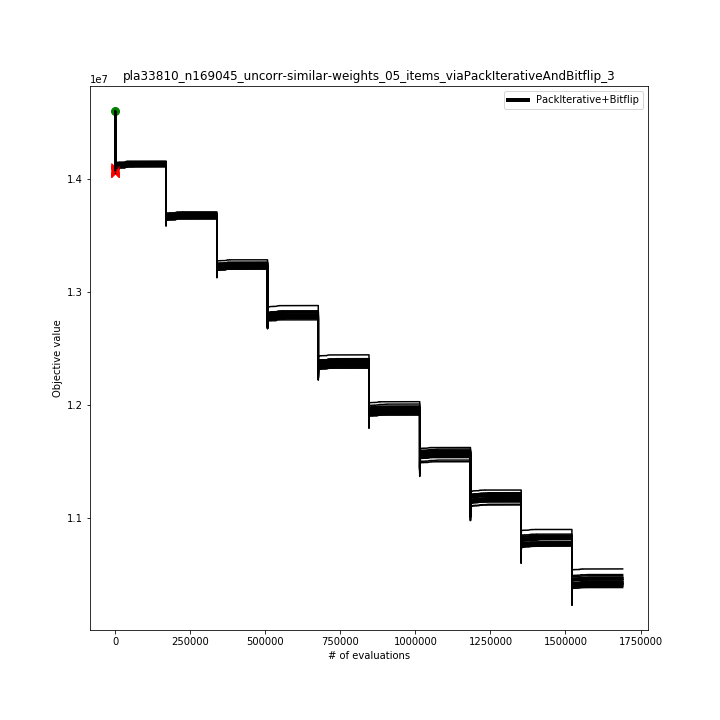 pla33810_n169045_uncorr-similar-weights_05_items_viaPackIterativeAndBitflip_3
1e7
PackIterative+Bitflip
1.4
1.3
1.2
1.1
Objective value
0 250000 500000 750000 1000000 1250000 1500000 1750000
# of evaluations